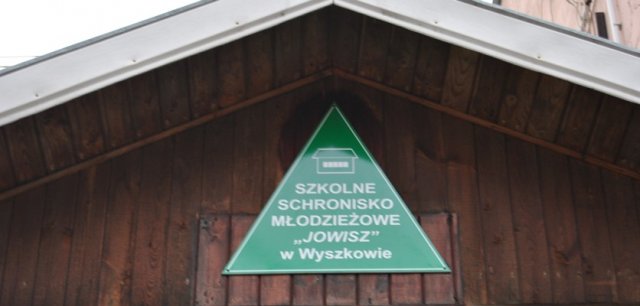 SZKOLNE
SCHRONISKO
MŁODZIEŻOWE
„JOWISZ”
w Wyszkowie